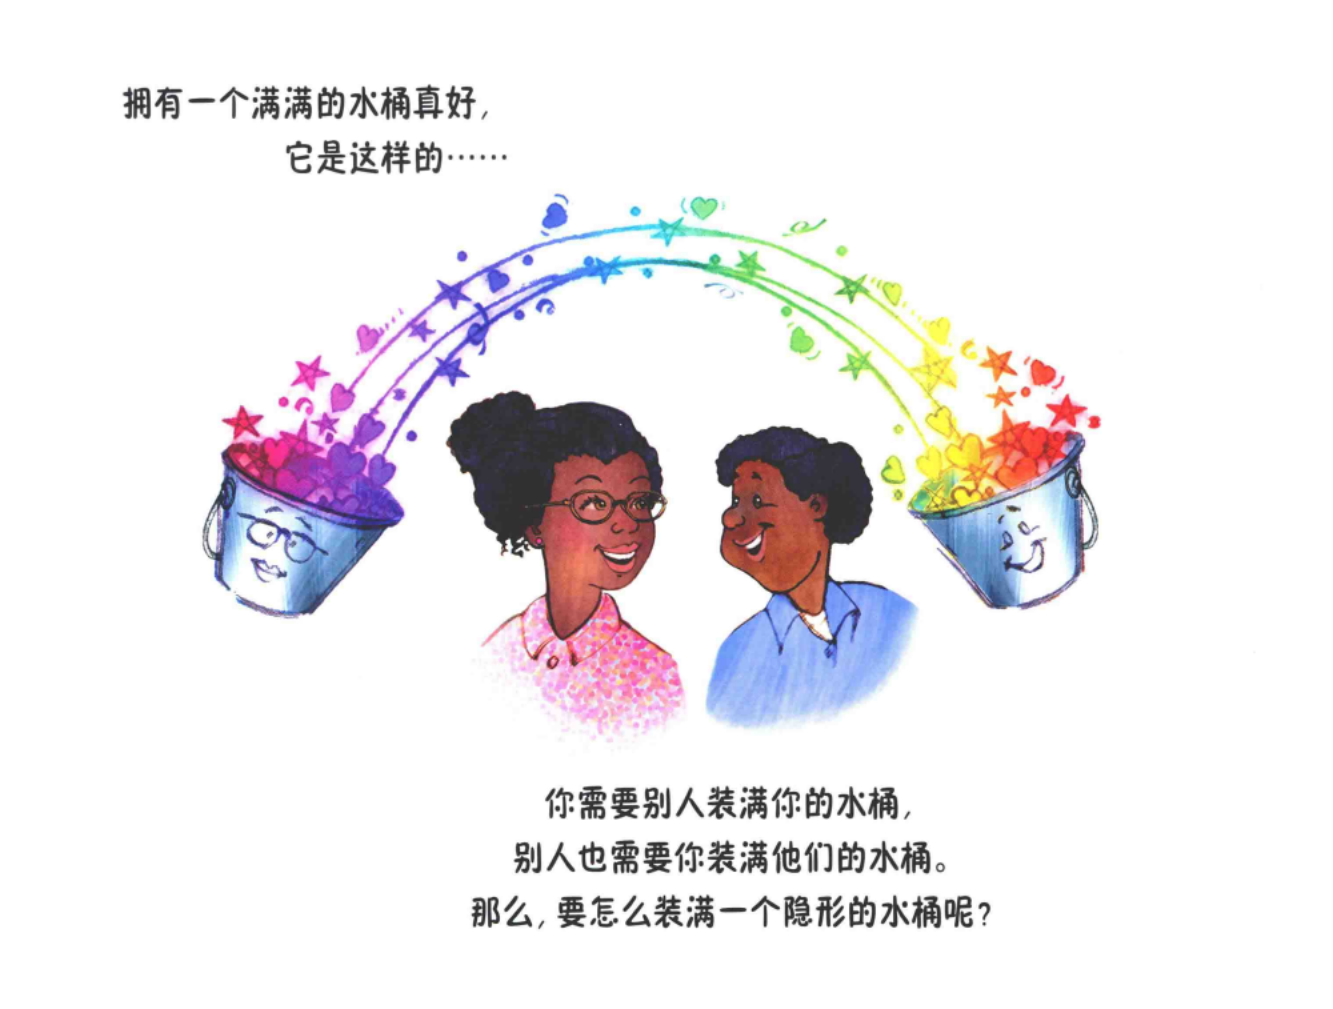 拥有一个满满的水桶真好，
它是这样的……
你需要别人装满你的水桶，
别人也需要你装满他们的水桶。
那么，要怎么装满一个隐形的水桶呢？